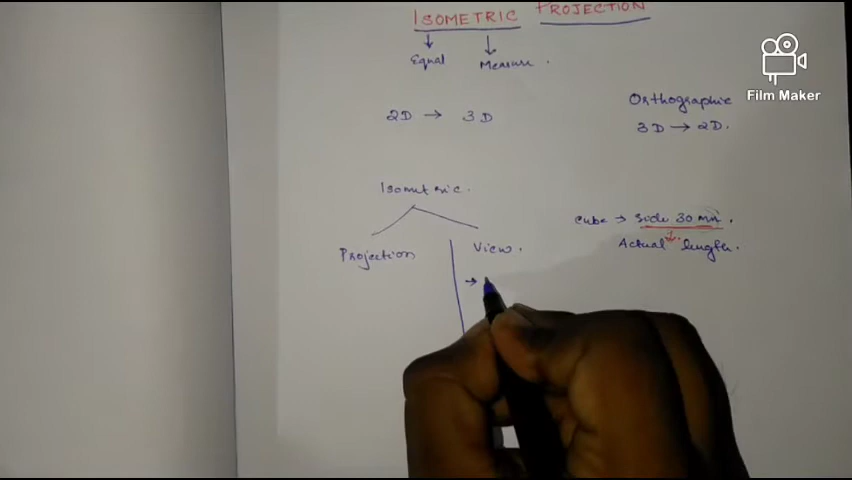 ISOMETRIC PROJECTION
Equal Measure.
2D → 3D
Isometric.
Projection View.
→
Orthographic
3D → 2D.
Cube → Side 30 mm.
Actual length.
Film Maker